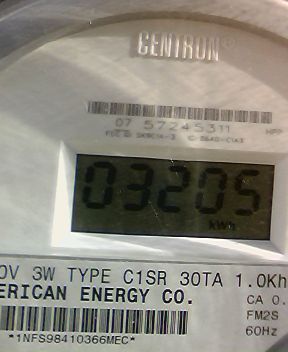 CENTRON®
07 57245311
HPP
03205
kWh
0V 3W TYPE C1SR 30TA 1.0Kh
ERICAN ENERGY CO.
CA 0.
FM2S
60Hz
*1NFS98410366MEC*